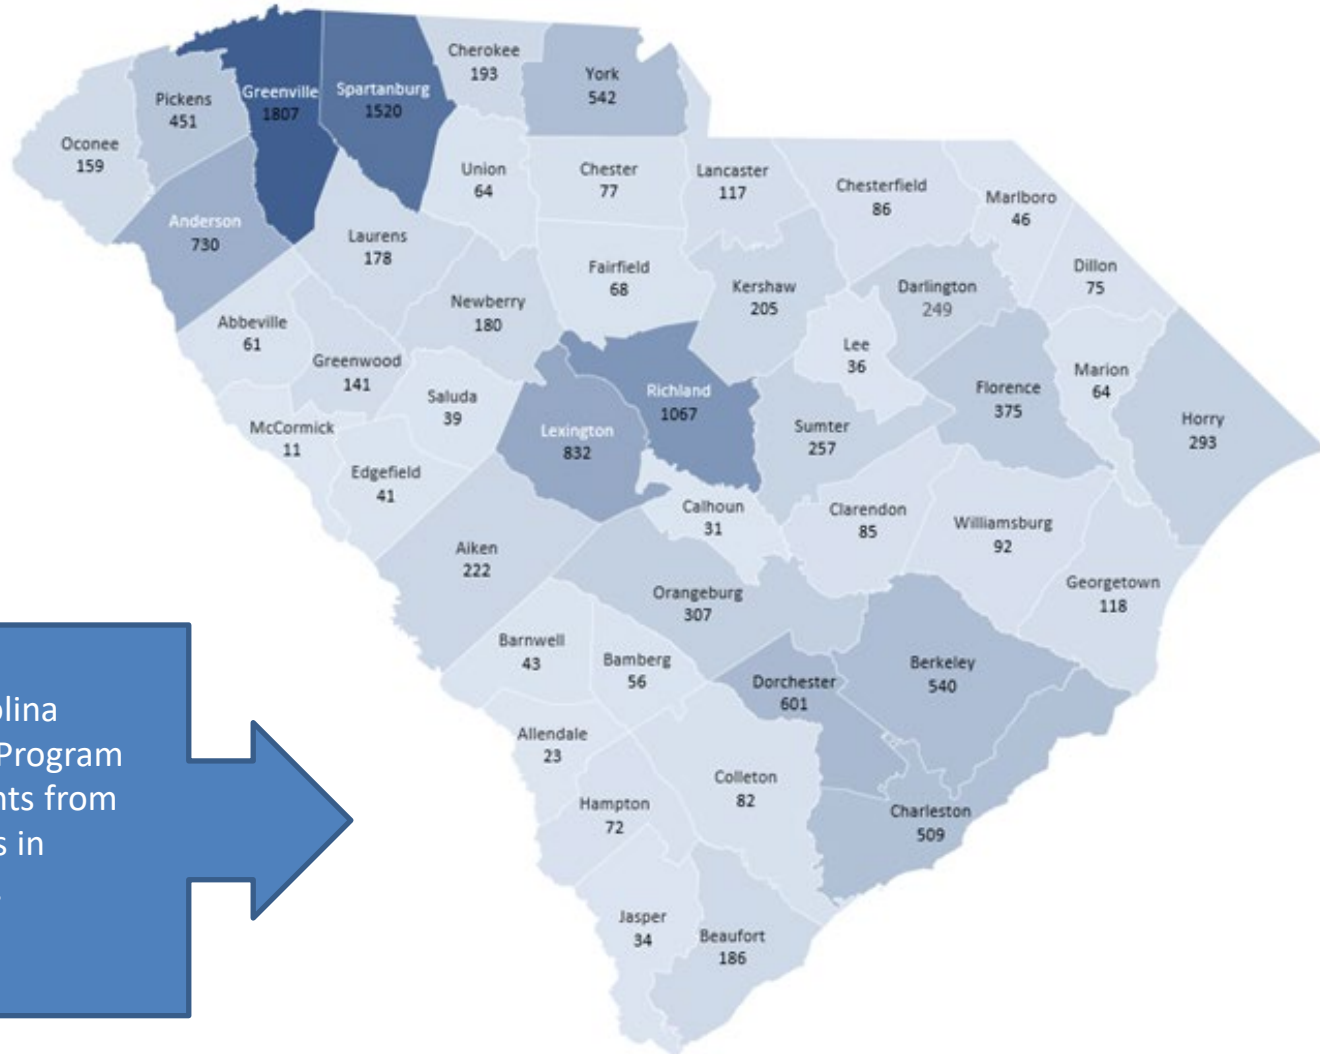 Cherokee
193
York
542
Greenville
1807
Spartanburg
1520
Pickens
451
Oconee
159
Union
64
Chester
77
Lancaster
117
Chesterfield
86
Marlboro
46
Anderson
730
Laurens
178
Fairfield
68
Kershaw
205
Darlington
249
Dillon
75
Newberry
180
Abbeville
61
Greenwood
141
Saluda
39
Lee
36
Florence
375
Marion
64
Horry
293
Richland
1067
Lexington
832
Sumter
257
McCormick
11
Edgefield
41
Calhoun
31
Clarendon
85
Williamsburg
92
Aiken
222
Orangeburg
307
Georgetown
118
Barnwell
43
Bamberg
56
Dorchester
601
Berkeley
540
Allendale
23
Colleton
82
Hampton
72
Charleston
509
Jasper
34
Beaufort
186
Program
from
in